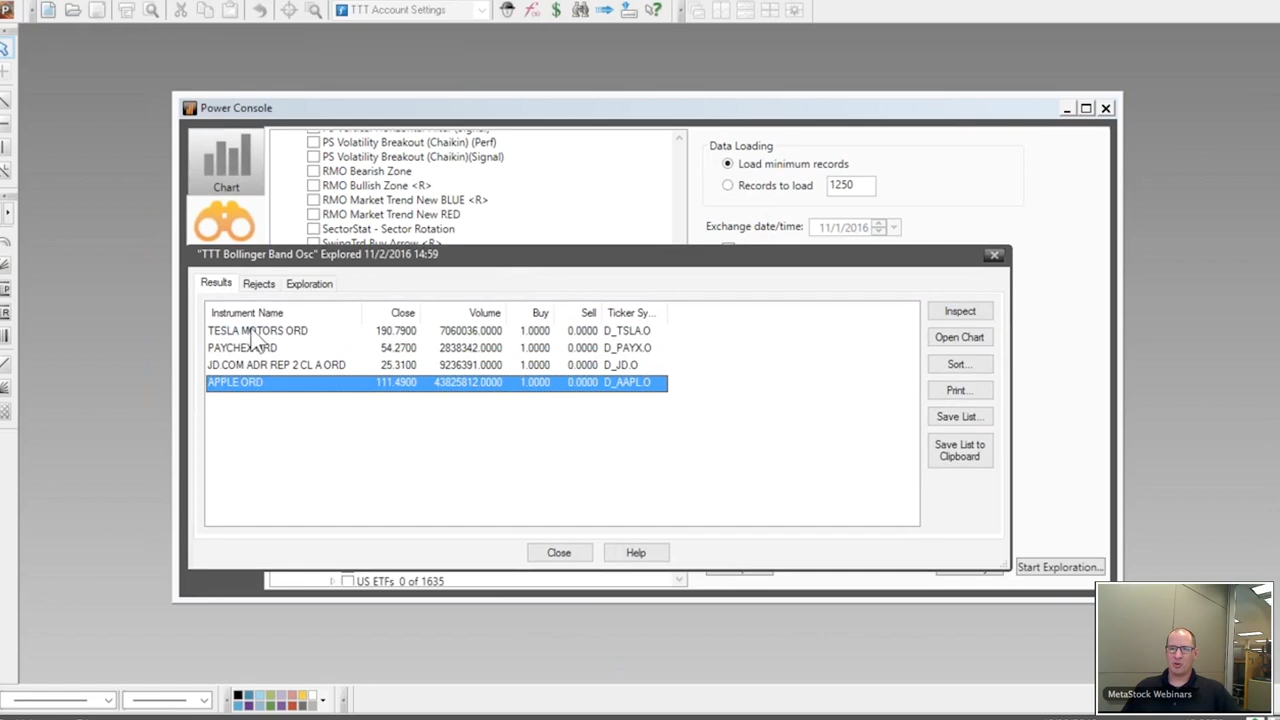 TTT Account Settings
Power Console
PS Volatility Breakout (Chaikin) (Perf)
PS Volatility Breakout (Chaikin)(Signal)
RMO Bearish Zone
RMO Bullish Zone <R>
RMO Market Trend New BLUE <R>
RMO Market Trend New RED
SectorStat - Sector Rotation
Chart
Data Loading
Load minimum records
Records to load 1250
Exchange date/time: 11/1/2016
"TTT Bollinger Band Osc" Explored 11/2/2016 14:59
Results Rejects Exploration
Instrument Name Close Volume Buy Sell Ticker Sy...
TESLA MOTORS ORD 190.7900 7060036.0000 1.0000 0.0000 D_TSLA.O
PAYCHEX ORD 54.2700 2838342.0000 1.0000 0.0000 D_PAYX.O
JD.COM ADR REP 2 CL A ORD 25.3100 9236391.0000 1.0000 0.0000 D_JD.O
APPLE ORD 111.4900 43825812.0000 1.0000 0.0000 D_AAPL.O
Inspect
Open Chart
Sort...
Print...
Save List...
Save List to
Clipboard
Close Help
US ETFs 0 of 1635
Start Exploration...
MetaStock Webinars